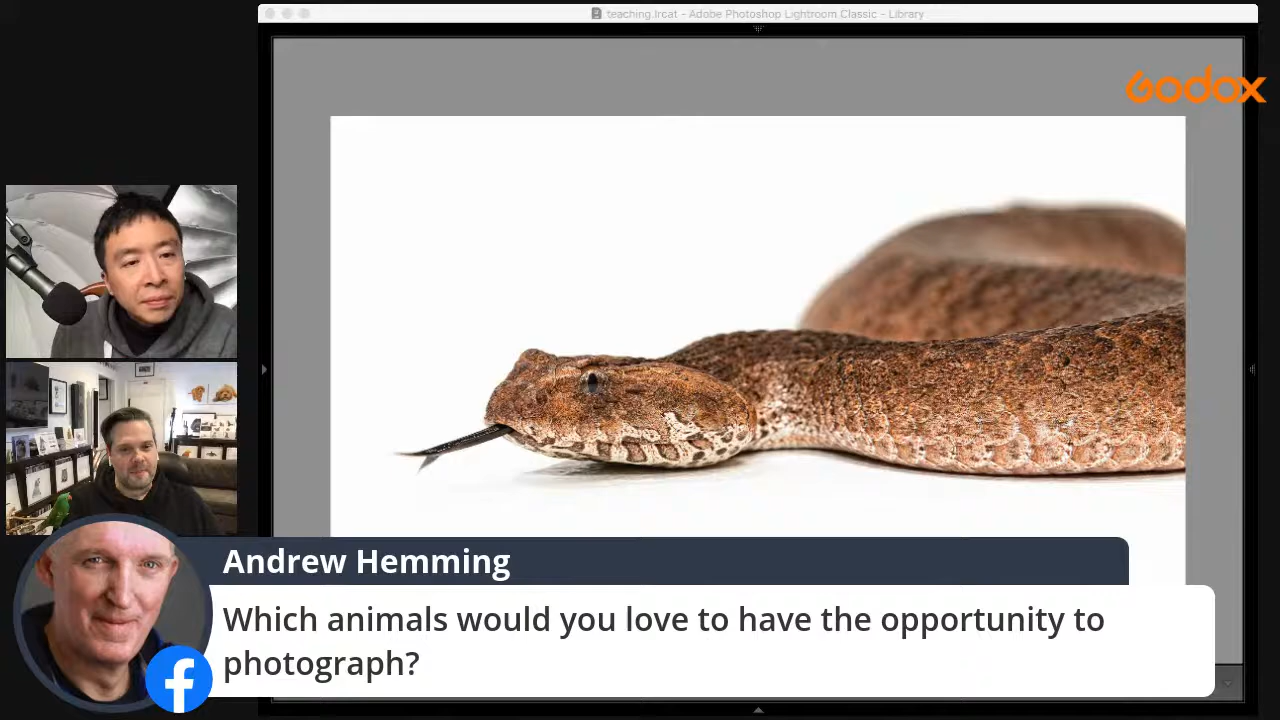 teaching.lrcat - Adobe Photoshop Lightroom Classic - Library
Godox
Andrew Hemming
Which animals would you love to have the opportunity to
photograph?